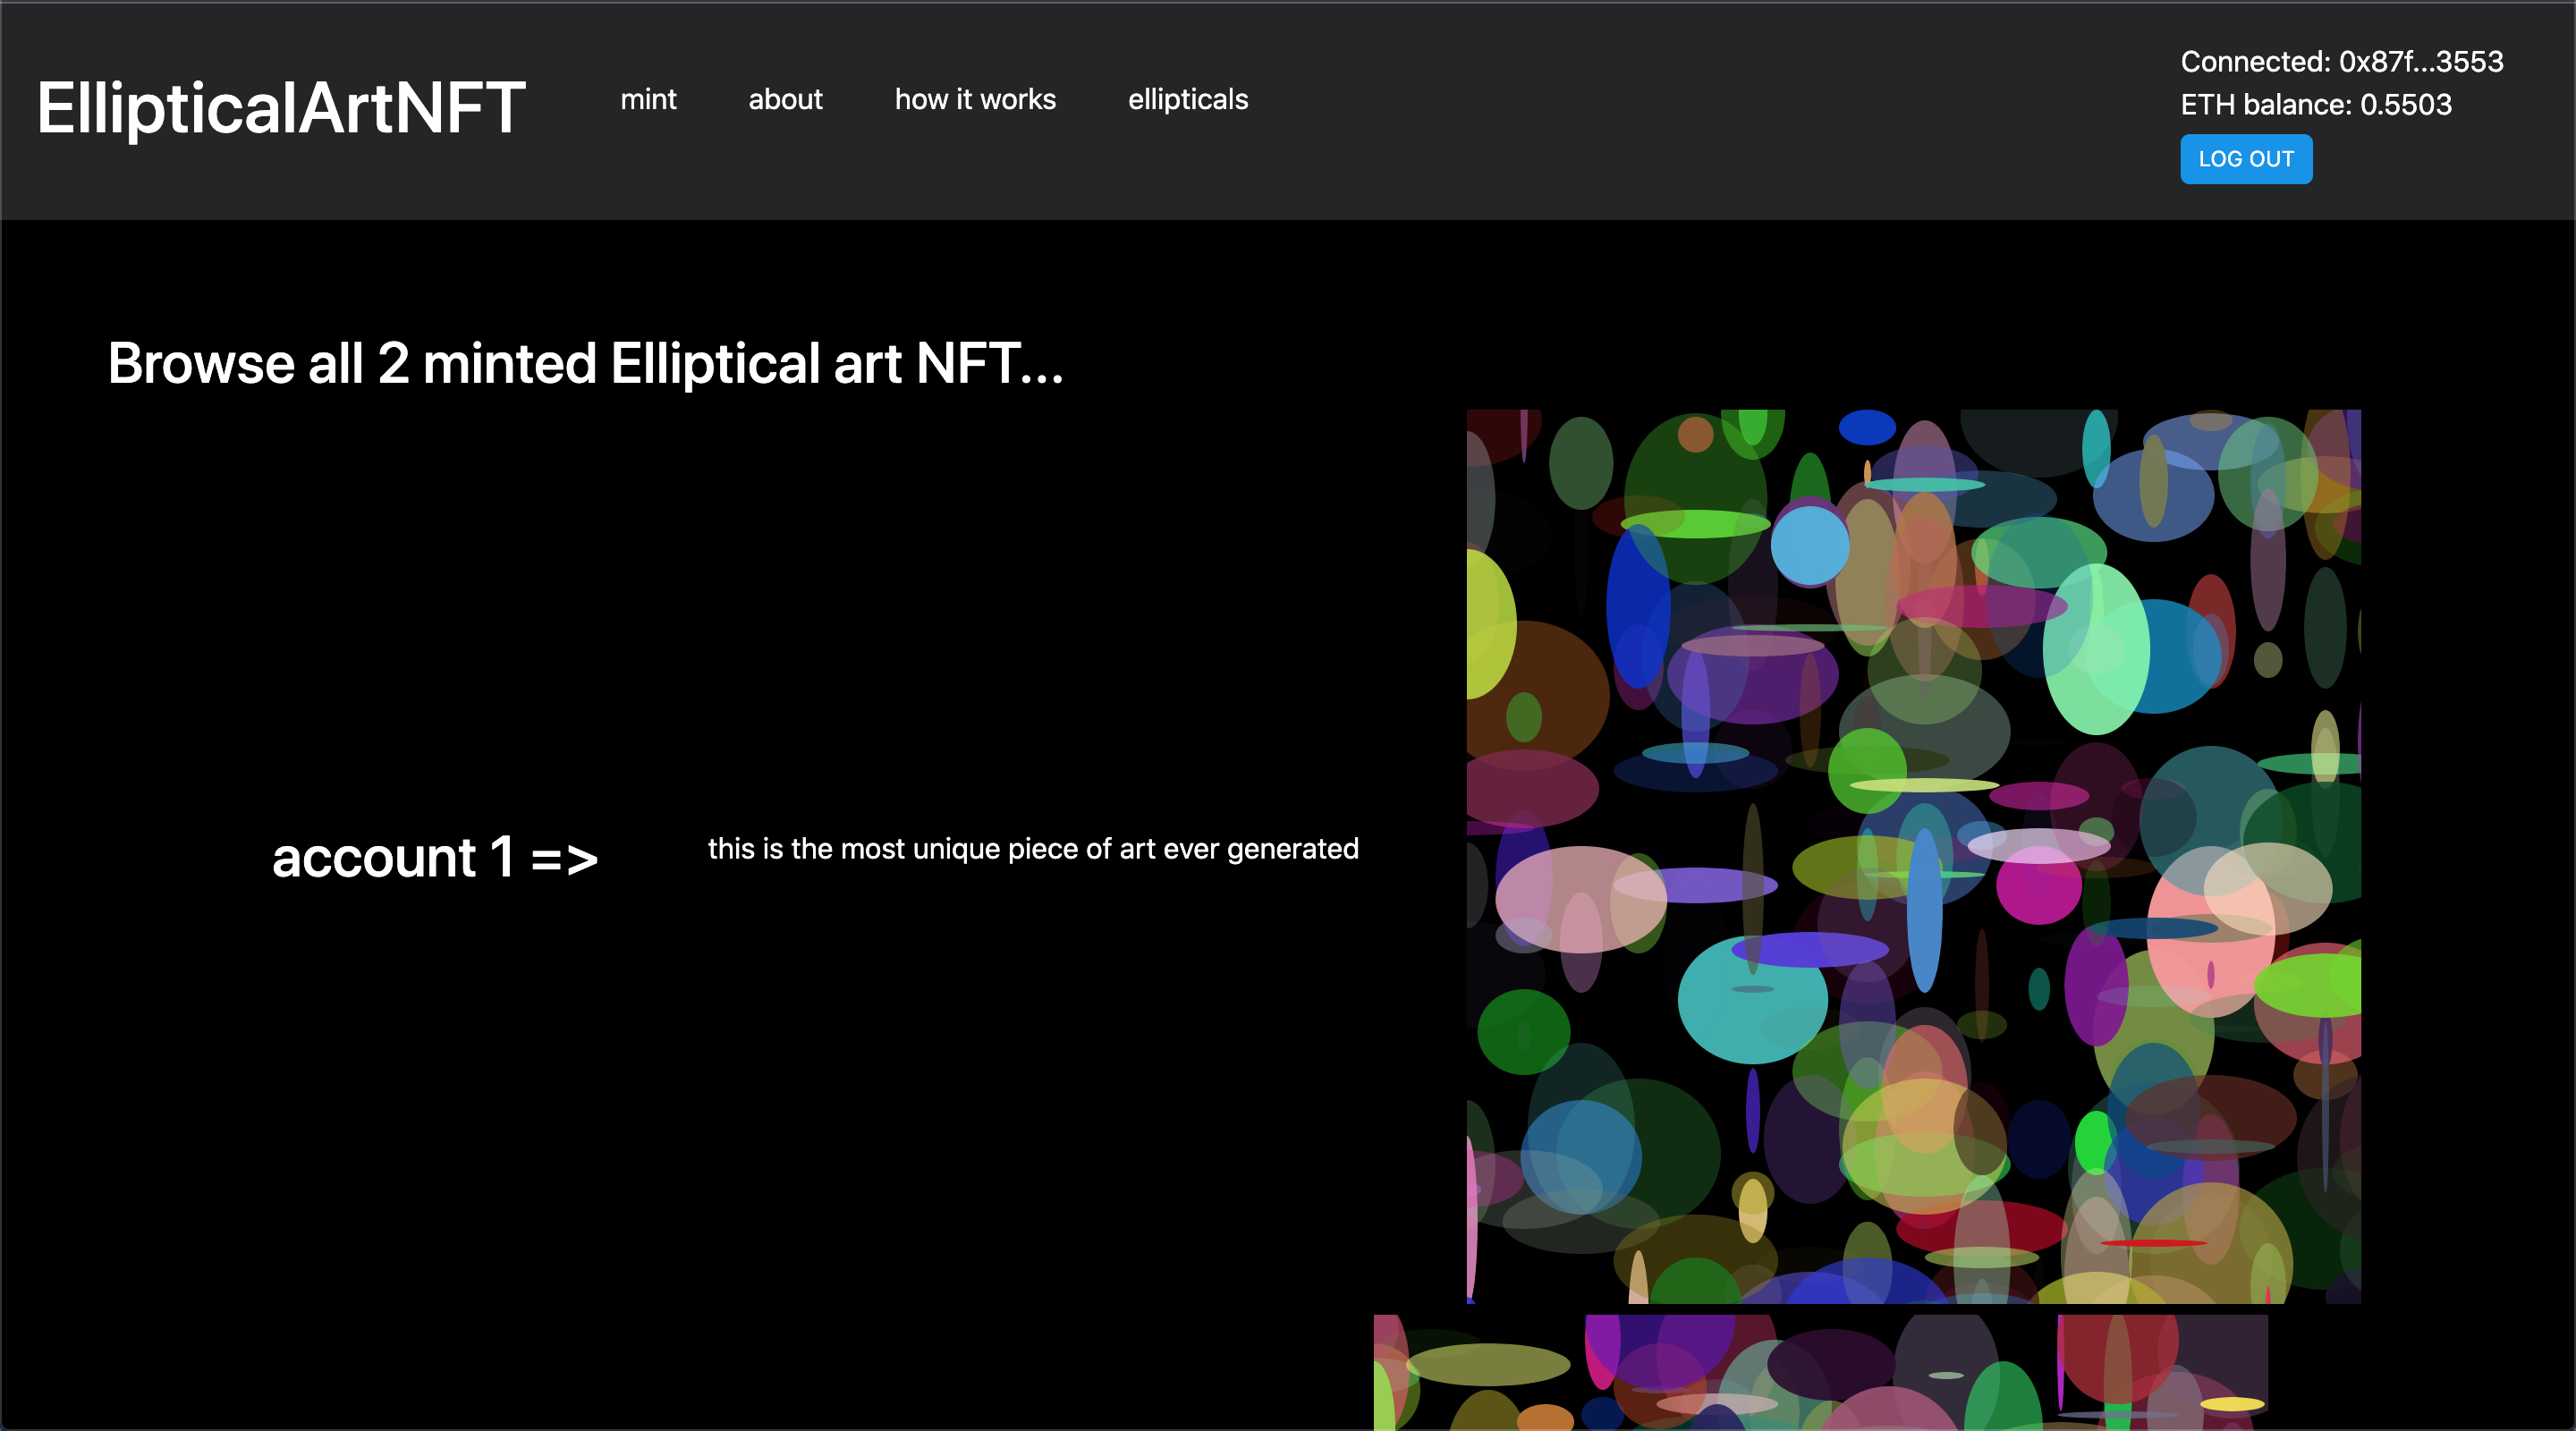 EllipticalArtNFT
mint about how it works ellipticals
Connected: 0x87f...3553
ETH balance: 0.5503
LOG OUT
Browse all 2 minted Elliptical art NFT...
account 1 =>
this is the most unique piece of art ever generated